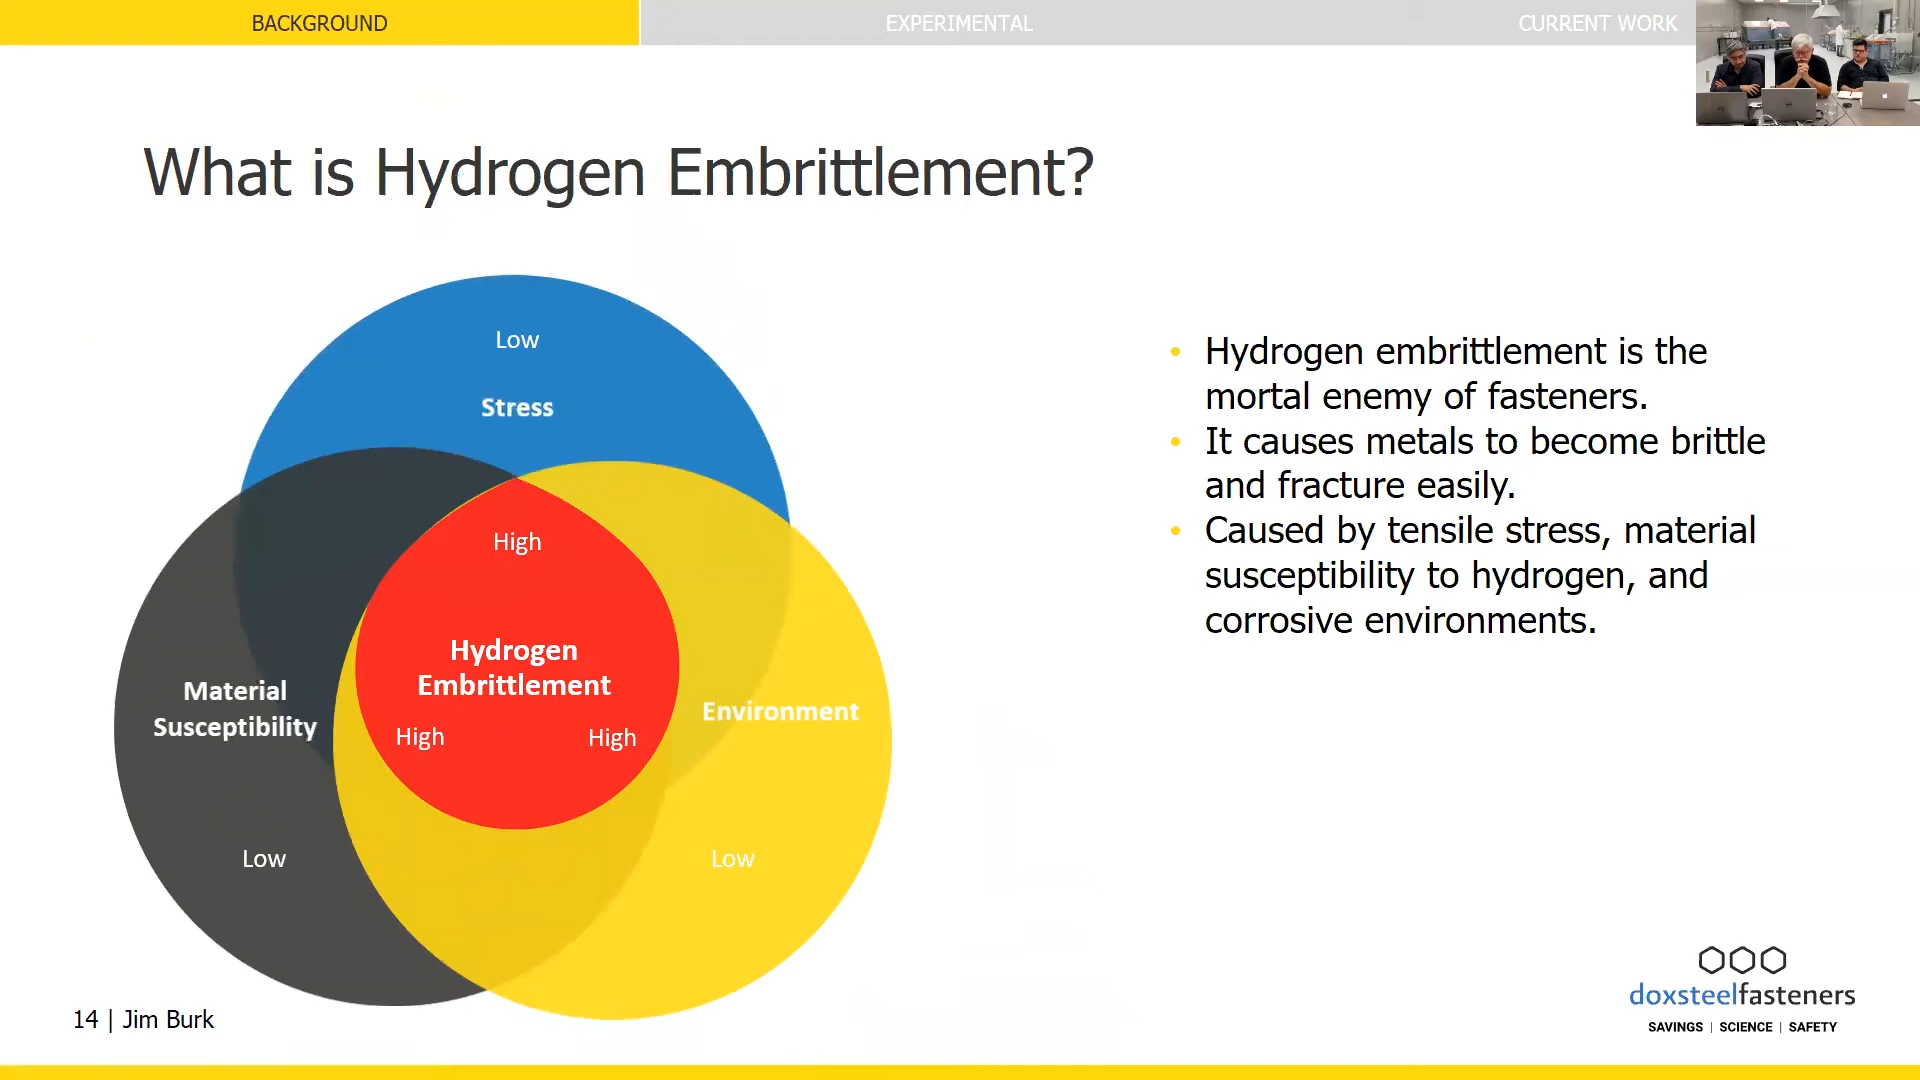 BACKGROUND
EXPERIMENTAL
CURRENT WORK
What is Hydrogen Embrittlement?
Low
Stress
High
Hydrogen
Embrittlement
High
High
Material
Susceptibility
Low
Environment
Low
• Hydrogen embrittlement is the
mortal enemy of fasteners.
• It causes metals to become brittle
and fracture easily.
• Caused by tensile stress, material
susceptibility to hydrogen, and
corrosive environments.
14 | Jim Burk
doxsteelfasteners
SAVINGS | SCIENCE | SAFETY